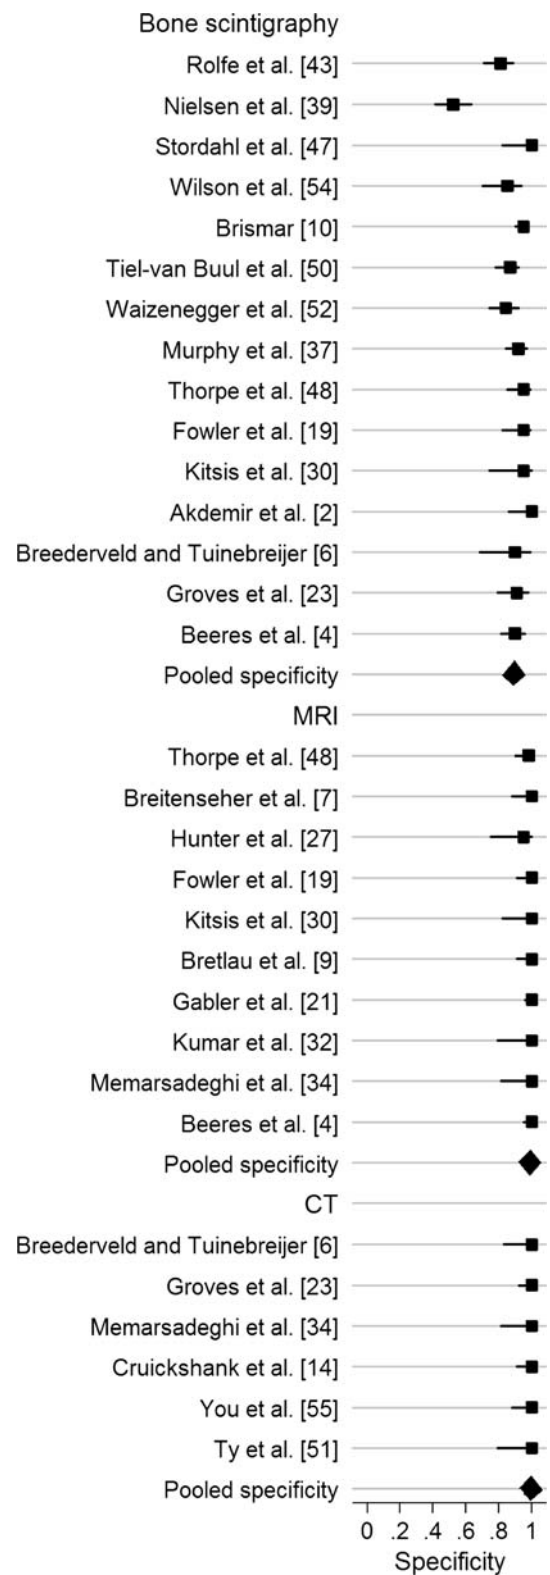 Bone scintigraphy
Rolfe et al. [43]
Nielsen et al. [39]
Stordahl et al. [47]
Wilson et al. [54]
Brismar [10]
Tiel-van Buul et al. [50]
Waizenegger et al. [52]
Murphy et al. [37]
Thorpe et al. [48]
Fowler et al. [19]
Kitsis et al. [30]
Akdemir et al. [2]
Breederveld and Tuinebreijer [6]
Groves et al. [23]
Beeres et al. [4]
Pooled specificity
MRI
Thorpe et al. [48]
Breitenseher et al. [7]
Hunter et al. [27]
Fowler et al. [19]
Kitsis et al. [30]
Bretlau et al. [9]
Gabler et al. [21]
Kumar et al. [32]
Memarsadeghi et al. [34]
Beeres et al. [4]
Pooled specificity
CT
Breederveld and Tuinebreijer [6]
Groves et al. [23]
Memarsadeghi et al. [34]
Cruickshank et al. [14]
You et al. [55]
Ty et al. [51]
Pooled specificity
0 .2 .4 .6 .8 1
Specificity